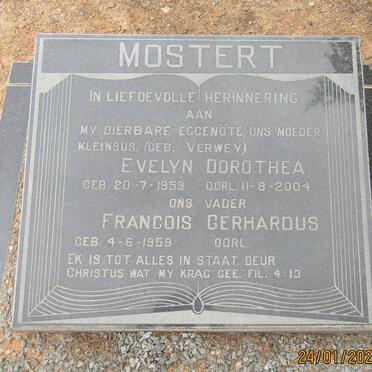 MOSTERT
IN LIEFDEVOLLE HERINNERING
AAN
MY DIERBARE EGGENOTE ONS MOEDER
KLEINSUS (GEB. VERWEY)
EVELYN DOROTHEA
GEB. 20-7-1959 OORL. 11-8-2004
ONS VADER
FRANCOIS GERHARDUS
GEB. 4-6-1959 OORL.
EK IS TOT ALLES IN STAAT DEUR
CHRISTUS WAT MY KRAG GEE. FIL. 4:13
24/01/202